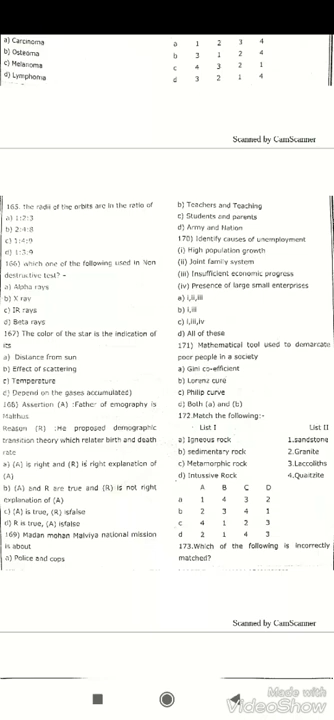 a) Carcinoma
b) Osteoma
c) Melanoma
d) Lymphoma
a 1 2 3 4
b 3 1 2 4
c 4 3 2 1
d 3 2 1 4
Scanned by CamScanner
165. the radii of the orbits are in the ratio of
a) 1:2:3
b) 2:4:8
c) 1:4:9
d) 1:3:9
166) which one of the following used in Non
destructive test? -
a) Alpha rays
b) X ray
c) IR rays
d) Beta rays
167) The color of the star is the indication of
its
a) Distance from sun
b) Effect of scattering
c) Temperature
d) Depend on the gases accumulated)
168) Assertion (A) :Father of emography is
Malthus
Reason (R) :He proposed demographic
transition theory which relater birth and death
rate
a) (A) is right and (R) is right explanation of
(A)
b) (A) and R are true and (R) is not right
explanation of (A)
c) (A) is true, (R) isfalse
d) R is true, (A) isfalse
169) Madan mohan Malviya national mission
is about
a) Police and cops
b) Teachers and Teaching
c) Students and parents
d) Army and Nation
170) Identify causes of unemployment
(i) High population growth
(ii) Joint family system
(iii) Insufficient economic progress
(iv) Presence of large small enterprises
a) i,ii,iii
b) i,iii
c) i,iii,iv
d) All of these
171) Mathematical tool used to demarcate
poor people in a society
a) Gini co-efficient
b) Lorenz cure
c) Philip curve
d) Both (a) and (b)
172.Match the following:-
List I List II
a) Igneous rock 1.sandstone
b) sedimentary rock 2.Granite
c) Metamorphic rock 3.Laccoliths
d) Intussive Rock 4.Quaitzite
A B C D
a 1 4 3 2
b 2 3 4 1
c 4 1 2 3
d 2 1 4 3
173.Which of the following is incorrectly
matched?
Scanned by CamScanner
Made with
VideoShow